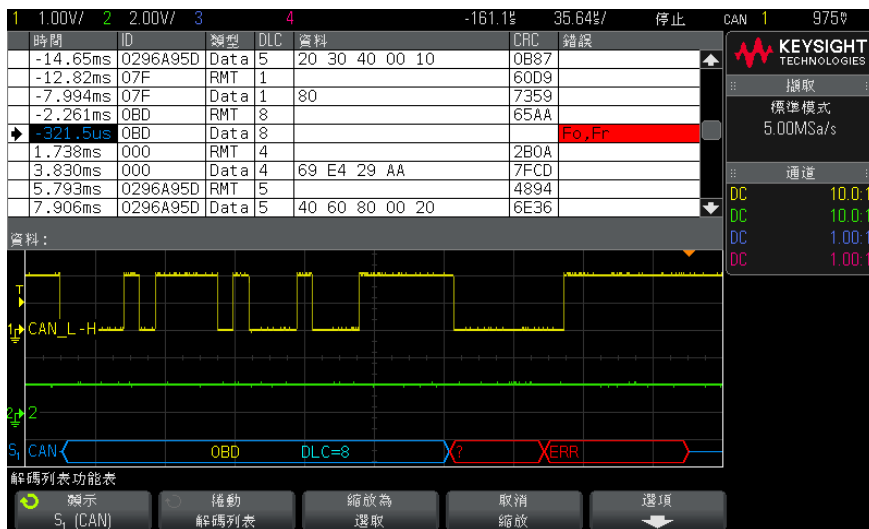 1 1.00V/ 2 2.00V/ 3 4 -161.1 35.64 / 停止 CAN 1 975
時間 ID 類型 DLC 資料 CRC 錯誤
-14.65ms 0296A95D Data 5 20 30 40 00 10 0B87
-12.82ms 07F RMT 1 60D9
-7.994ms 07F Data 1 80 7359
-2.261ms 0BD RMT 8 65AA
-321.5us 0BD Data 8 Fo,Fr
1.738ms 000 RMT 4 2B0A
3.830ms 000 Data 4 69 E4 29 AA 7FCD
5.793ms 0296A95D RMT 5 4894
7.906ms 0296A95D Data 5 40 60 80 00 20 6E36
KEYSIGHT
TECHNOLOGIES
擷取
標準模式
5.00MSa/s
通道
DC 10.0:1
DC 10.0:1
DC 1.00:1
DC 1.00:1
資料:
T
1 CAN_L-H
2 2
S1 CAN 0BD DLC=8 ? ERR
解碼列表功能表
顯示 捲動 縮放為 取消 選項
S1 (CAN) 解碼列表 選取 縮放